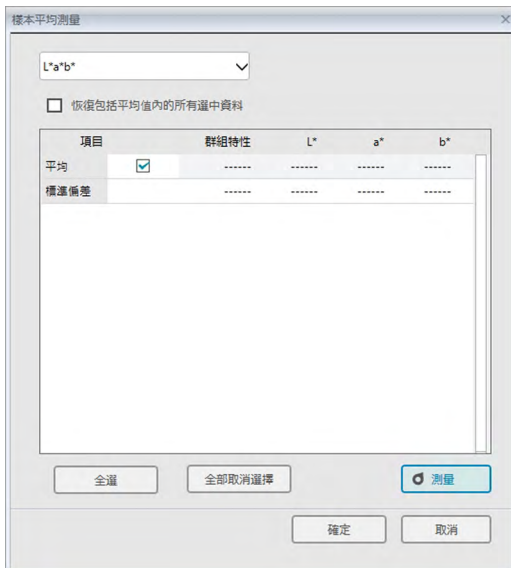 樣本平均測量
L*a*b*
恢復包括平均值內的所有選中資料
項目 群組特性 L* a* b*
平均 ------ ------ ------ ------
標準偏差 ------ ------ ------ ------
全選 全部取消選擇 測量
確定 取消